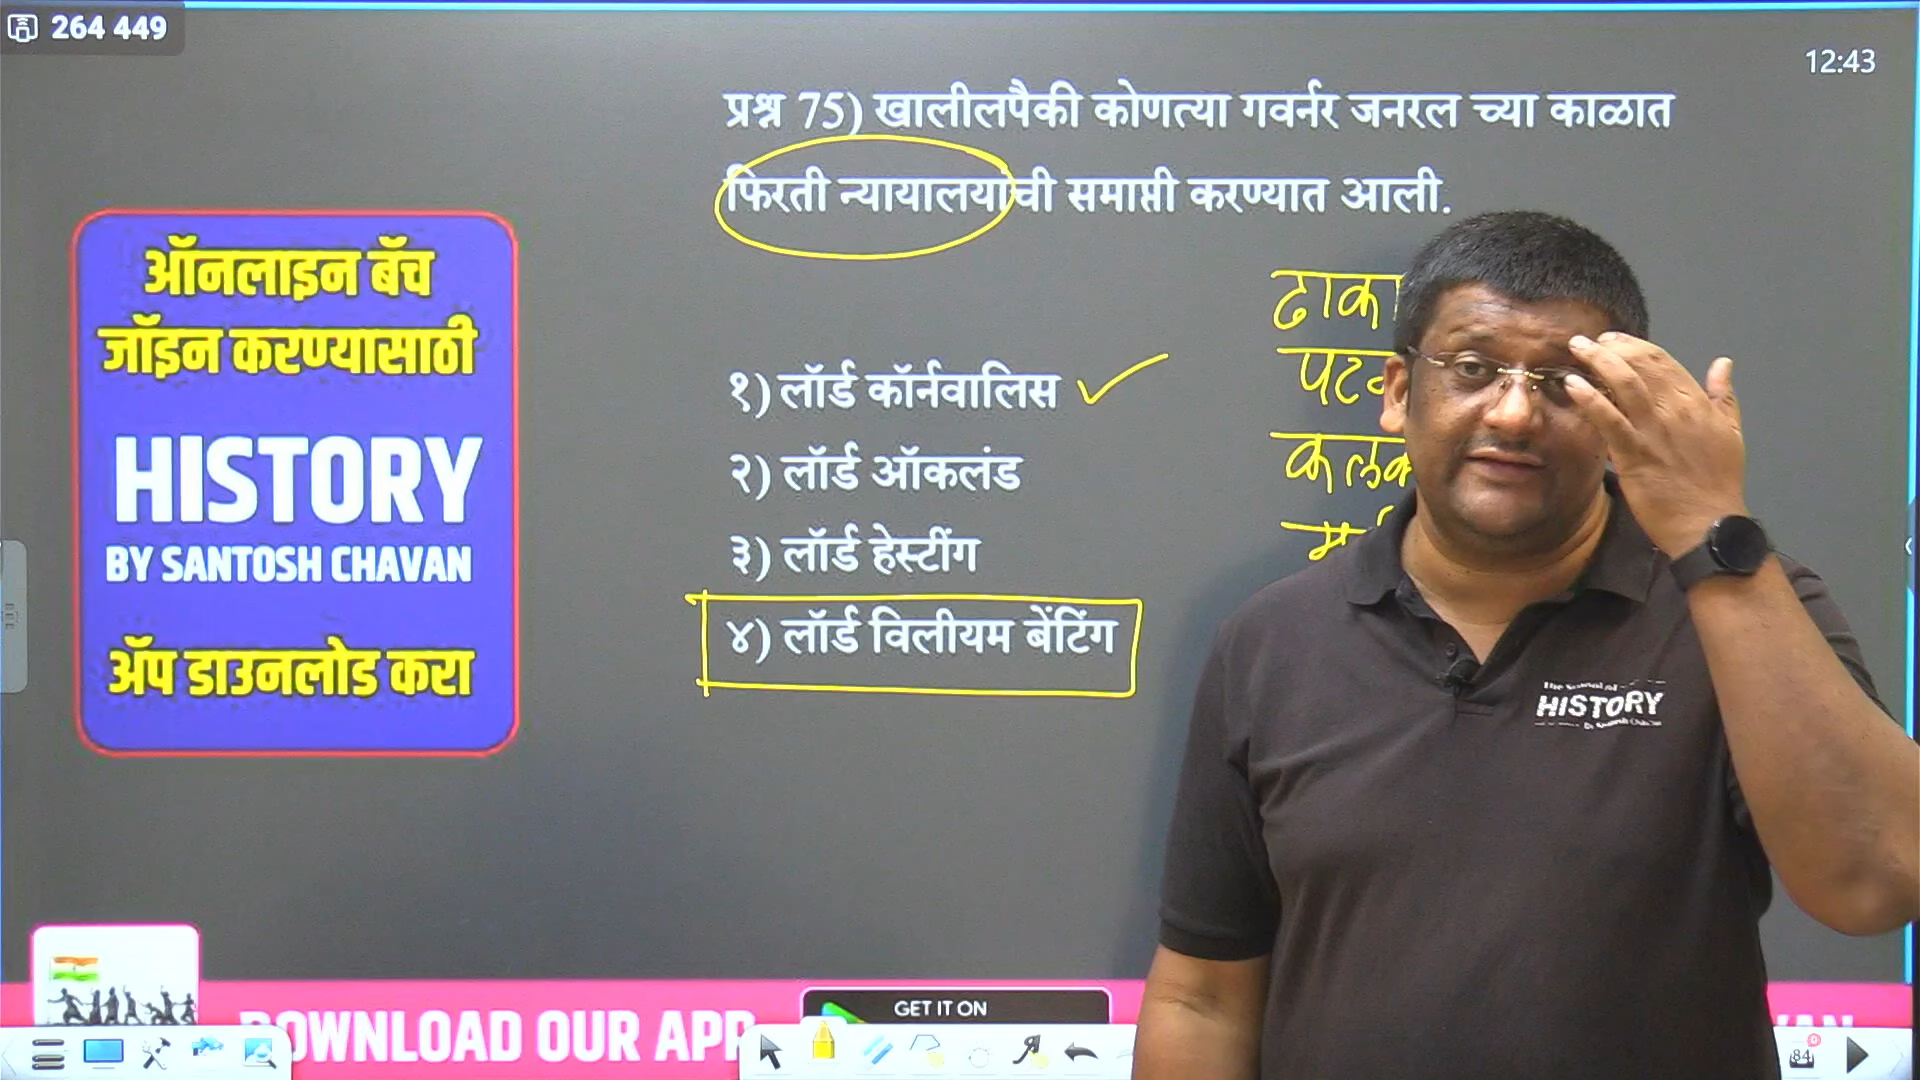 264 449
12:43
प्रश्न 75) खालीलपैकी कोणत्या गवर्नर जनरल च्या काळात
फिरती न्यायालयांची समाप्ती करण्यात आली.
ऑनलाइन बॅच
जॉइन करण्यासाठी
HISTORY
BY SANTOSH CHAVAN
ॲप डाउनलोड करा
ढाका
१) लॉर्ड कॉर्नवालिस
२) लॉर्ड ऑकलंड
३) लॉर्ड हेस्टींग
४) लॉर्ड विलीयम बेंटिंग
HISTORY
DOWNLOAD OUR APP
GET IT ON
84